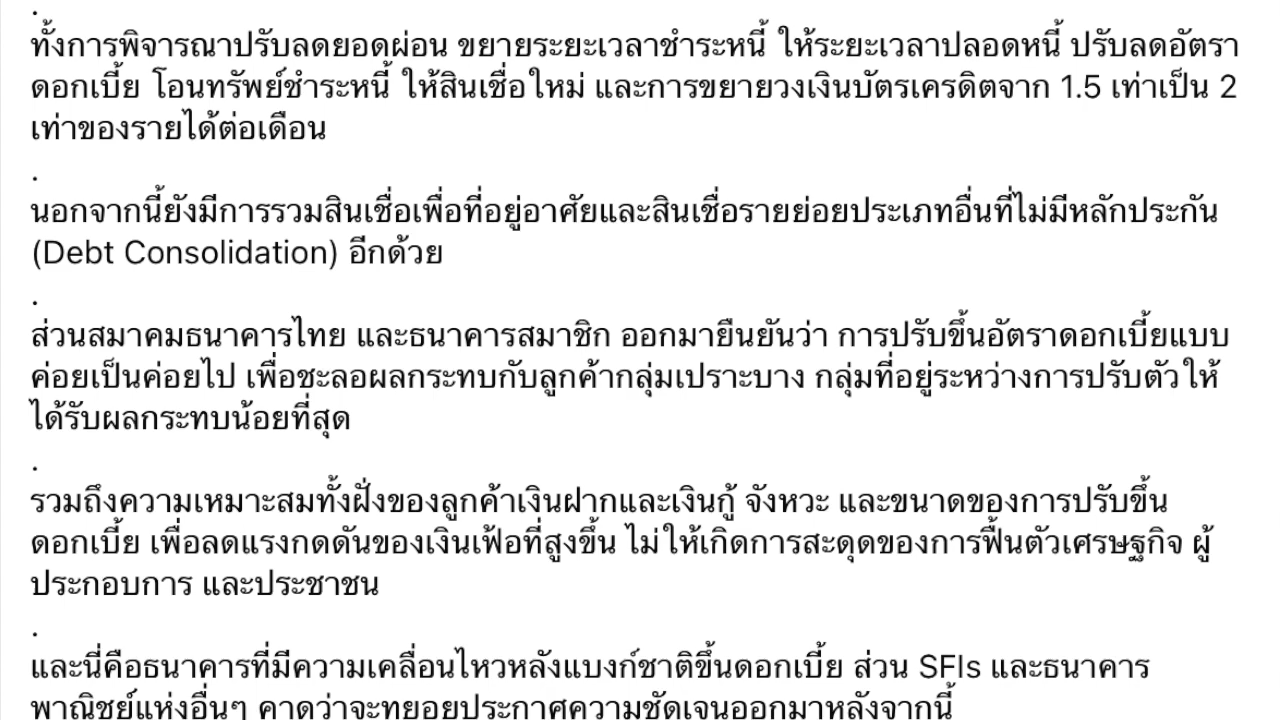 .
ทั้งการพิจารณาปรับลดยอดผ่อน ขยายระยะเวลาชำระหนี้ ให้ระยะเวลาปลอดหนี้ ปรับลดอัตรา
ดอกเบี้ย โอนทรัพย์ชำระหนี้ ให้สินเชื่อใหม่ และการขยายวงเงินบัตรเครดิตจาก 1.5 เท่าเป็น 2
เท่าของรายได้ต่อเดือน
.
นอกจากนี้ยังมีการรวมสินเชื่อเพื่อที่อยู่อาศัยและสินเชื่อรายย่อยประเภทอื่นที่ไม่มีหลักประกัน
(Debt Consolidation) อีกด้วย
.
ส่วนสมาคมธนาคารไทย และธนาคารสมาชิก ออกมายืนยันว่า การปรับขึ้นอัตราดอกเบี้ยแบบ
ค่อยเป็นค่อยไป เพื่อชะลอผลกระทบกับลูกค้ากลุ่มเปราะบาง กลุ่มที่อยู่ระหว่างการปรับตัวให้
ได้รับผลกระทบน้อยที่สุด
.
รวมถึงความเหมาะสมทั้งฝั่งของลูกค้าเงินฝากและเงินกู้ จังหวะ และขนาดของการปรับขึ้น
ดอกเบี้ย เพื่อลดแรงกดดันของเงินเฟ้อที่สูงขึ้น ไม่ให้เกิดการสะดุดของการฟื้นตัวเศรษฐกิจ ผู้
ประกอบการ และประชาชน
.
และนี่คือธนาคารที่มีความเคลื่อนไหวหลังแบงก์ชาติขึ้นดอกเบี้ย ส่วน SFIs และธนาคาร
พาณิชย์แห่งอื่นๆ คาดว่าจะทยอยประกาศความชัดเจนออกมาหลังจากนี้